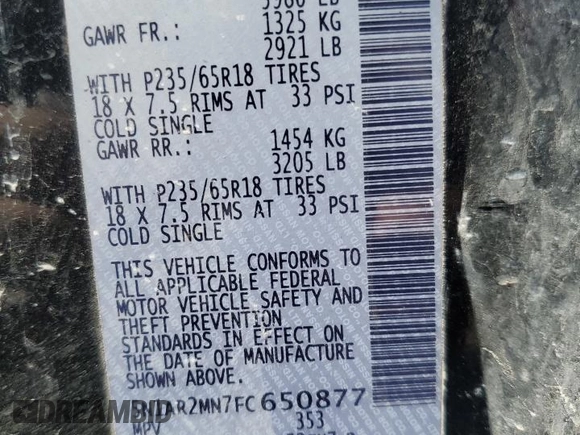 GAWR FR.: 1325 KG
2921 LB
WITH P235/65R18 TIRES
18 X 7.5 RIMS AT 33 PSI
COLD SINGLE
GAWR RR.: 1454 KG
3205 LB
WITH P235/65R18 TIRES
18 X 7.5 RIMS AT 33 PSI
COLD SINGLE
THIS VEHICLE CONFORMS TO
ALL APPLICABLE FEDERAL
MOTOR VEHICLE SAFETY AND
THEFT PREVENTION
STANDARDS IN EFFECT ON
THE DATE OF MANUFACTURE
SHOWN ABOVE.
AR2MN7FC650877
MPV 353
DREAMBID